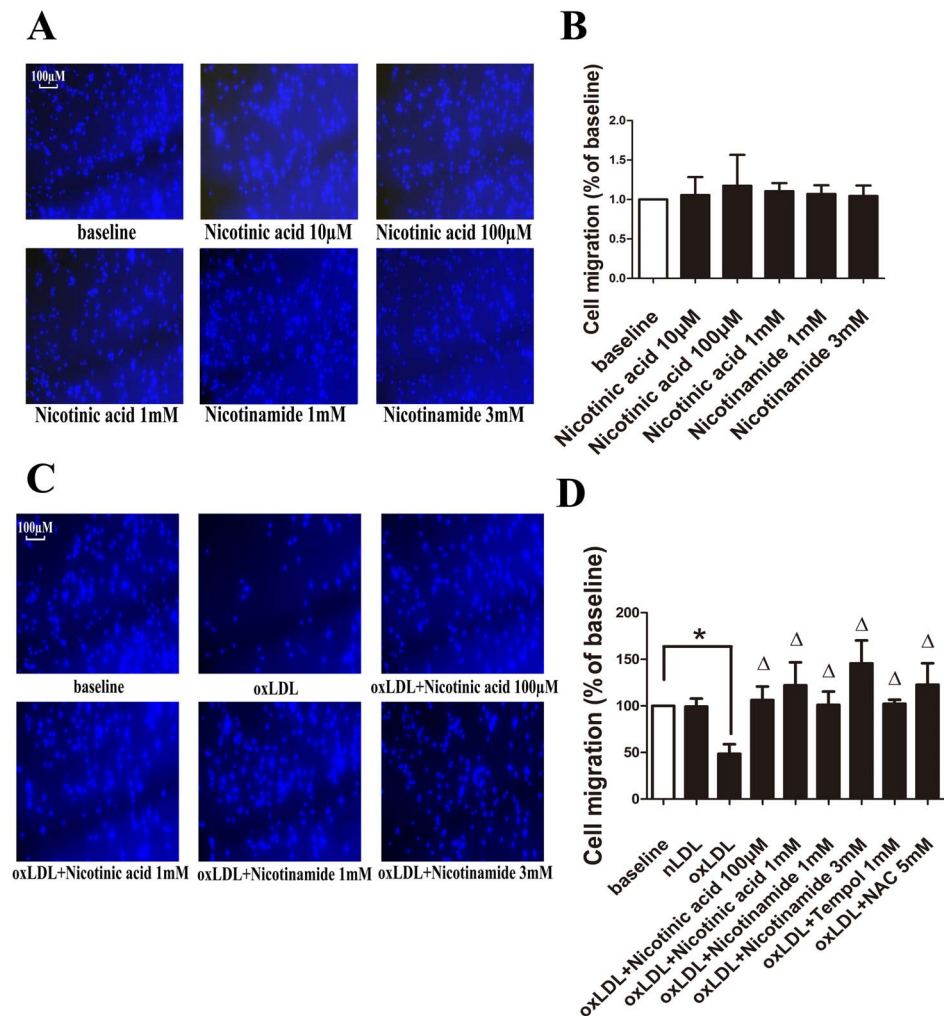 A
100µM
baseline
Nicotinic acid 10µM
Nicotinic acid 100µM
Nicotinic acid 1mM
Nicotinamide 1mM
Nicotinamide 3mM
B
Cell migration (% of baseline)
2.0
1.5
1.0
0.5
0.0
baseline
Nicotinic acid 10µM
Nicotinic acid 100µM
Nicotinic acid 1mM
Nicotinamide 1mM
Nicotinamide 3mM
C
100µM
baseline
oxLDL
oxLDL+Nicotinic acid 100µM
oxLDL+Nicotinic acid 1mM
oxLDL+Nicotinamide 1mM
oxLDL+Nicotinamide 3mM
D
Cell migration (% of baseline)
200
150
100
50
0
*
Δ
Δ
Δ
Δ
Δ
Δ
baseline
nLDL
oxLDL
oxLDL+Nicotinic acid 100µM
oxLDL+Nicotinic acid 1mM
oxLDL+Nicotinamide 1mM
oxLDL+Nicotinamide 3mM
oxLDL+Tempol 1mM
oxLDL+NAC 5mM